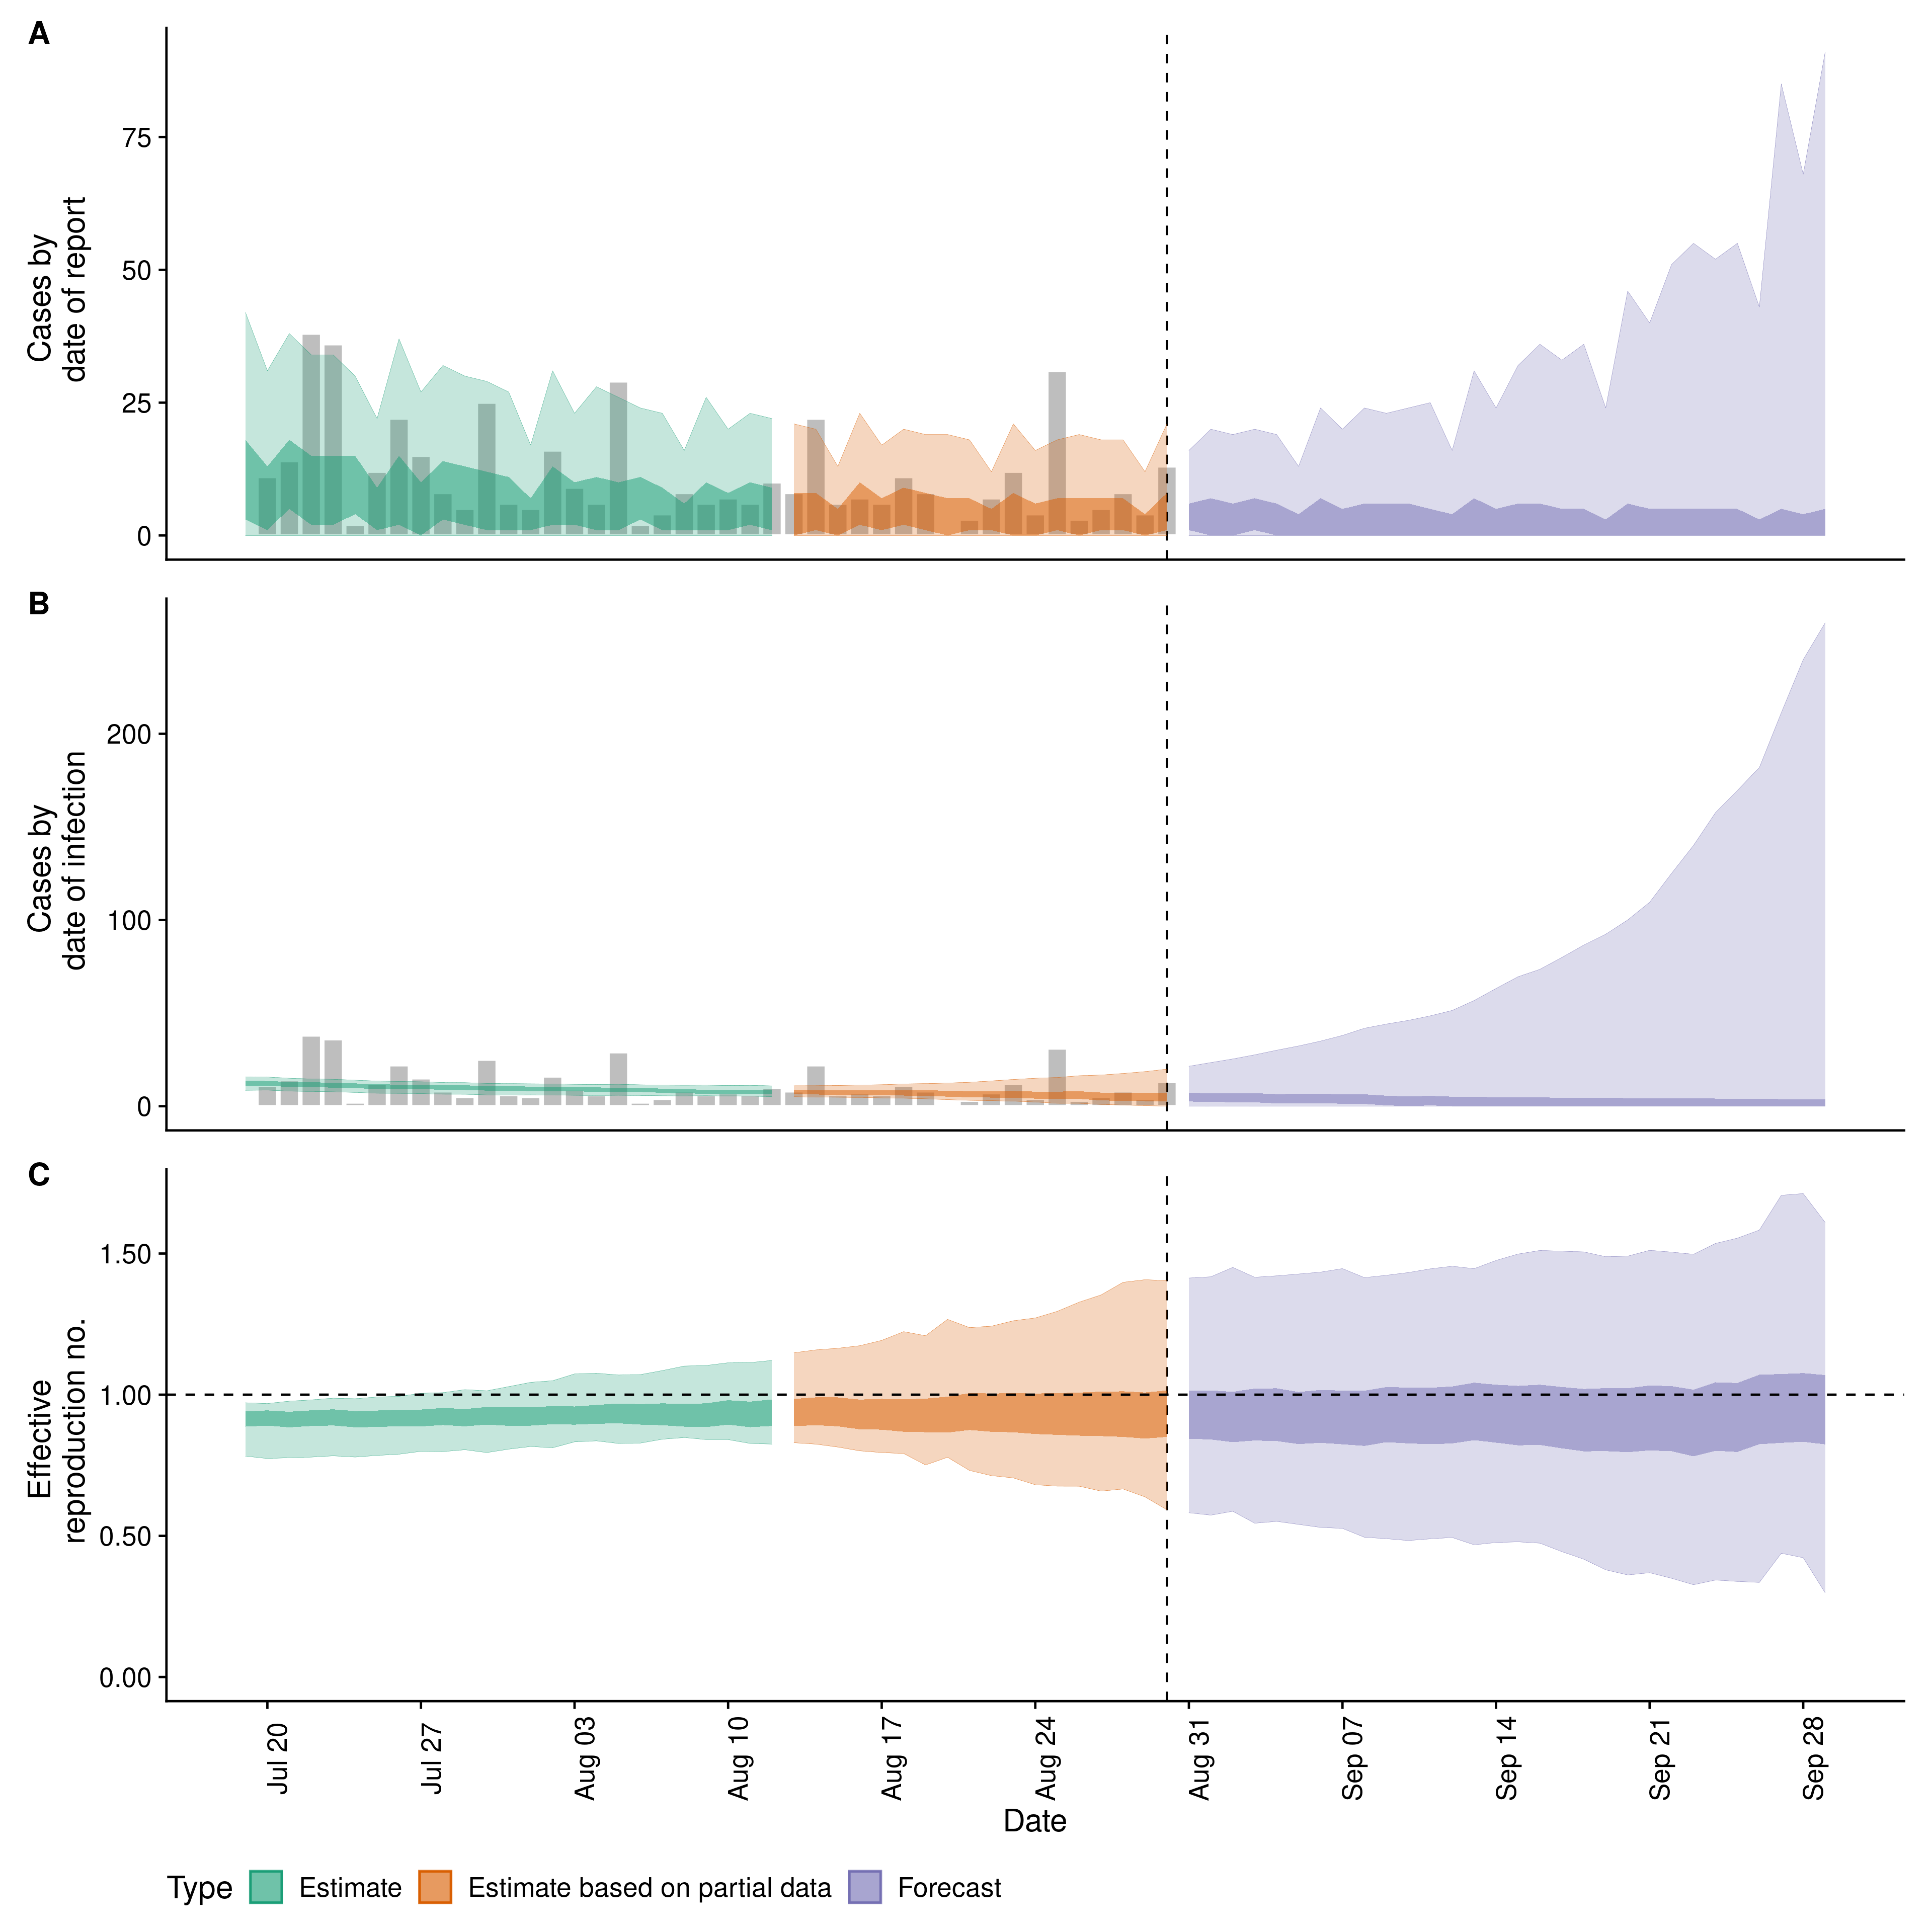 A
Cases by
date of report
75
50
25
0
B
Cases by
date of infection
200
100
0
C
Effective
reproduction no.
1.50
1.00
0.50
0.00
Jul 20
Jul 27
Aug 03
Aug 10
Aug 17
Aug 24
Aug 31
Sep 07
Sep 14
Sep 21
Sep 28
Date
Type Estimate Estimate based on partial data Forecast